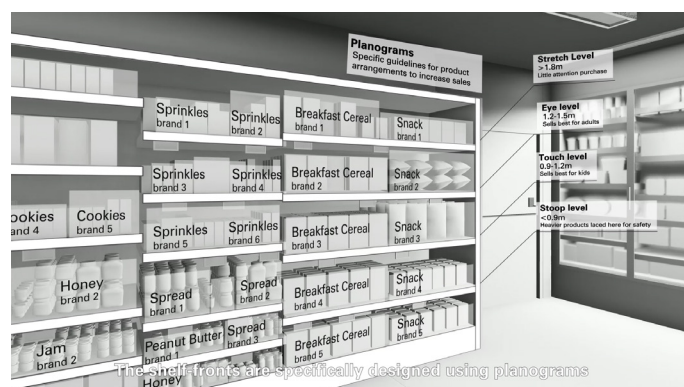 Planograms
Specific guidelines for product
arrangements to increase sales
Stretch Level
>1.8m
Little attention purchase
Eye level
1.2-1.5m
Sells best for adults
Touch level
0.9-1.2m
Sells best for kids
Stoop level
<0.9m
Heavier products laced here for safety
Sprinkles
brand 1
Sprinkles
brand 2
Breakfast Cereal
brand 1
Snack
brand 1
Sprinkles
brand 3
Sprinkles
brand 4
Breakfast Cereal
brand 2
Snack
brand 2
ookies
and 4
Cookies
brand 5
Sprinkles
brand 5
Sprinkles
brand 6
Breakfast Cereal
brand 3
Snack
brand 3
Honey
brand 2
Spread
brand 1
Spread
brand 2
Breakfast Cereal
brand 4
Snack
brand 4
Jam
brand 2
Peanut Butter
brand 1
Spread
brand 3
Breakfast Cereal
brand 5
Snack
brand 5
Honey
The shelf-fronts are specifically designed using planograms